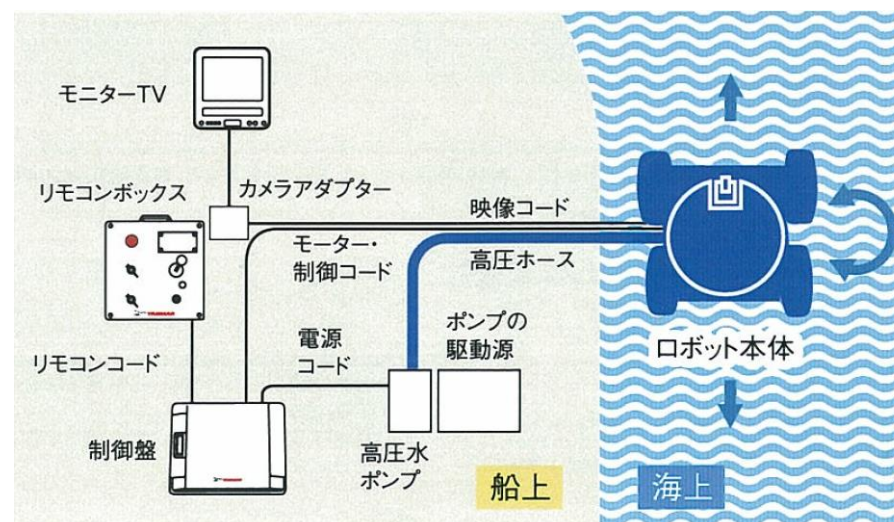 モニターTV
カメラアダプター
リモコンボックス
映像コード
モーター・
制御コード
高圧ホース
電源
コード
ポンプの
駆動源
ロボット本体
リモコンコード
制御盤
高圧水
ポンプ
船上
海上